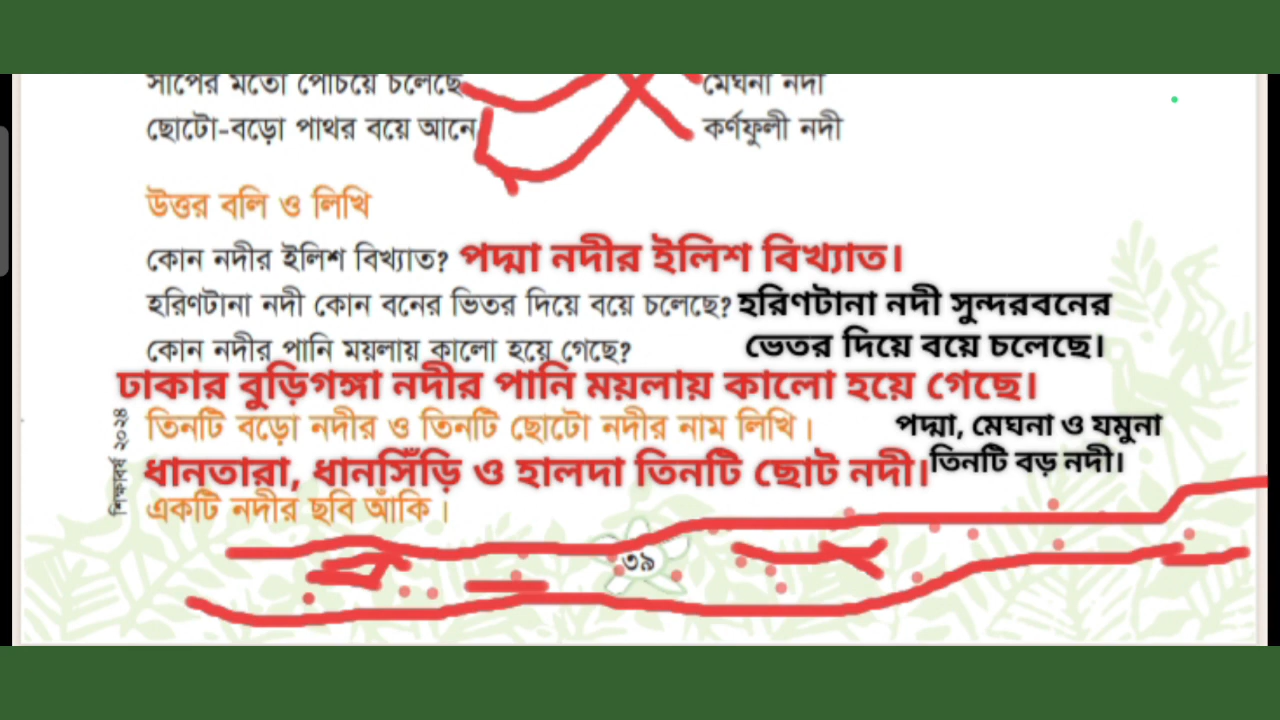 সাপের মতো পেঁচিয়ে চলেছে মেঘনা নদী
ছোটো-বড়ো পাথর বয়ে আনে কর্ণফুলী নদী
উত্তর বলি ও লিখি
কোন নদীর ইলিশ বিখ্যাত? পদ্মা নদীর ইলিশ বিখ্যাত।
হরিণটানা নদী কোন বনের ভিতর দিয়ে বয়ে চলেছে? হরিণটানা নদী সুন্দরবনের
ভেতর দিয়ে বয়ে চলেছে।
কোন নদীর পানি ময়লায় কালো হয়ে গেছে?
ঢাকার বুড়িগঙ্গা নদীর পানি ময়লায় কালো হয়ে গেছে।
তিনটি বড়ো নদীর ও তিনটি ছোটো নদীর নাম লিখি। পদ্মা, মেঘনা ও যমুনা
তিনটি বড় নদী।
ধানতারা, ধানসিঁড়ি ও হালদা তিনটি ছোট নদী।
একটি নদীর ছবি আঁকি।
৩৯
শিক্ষাবর্ষ ২০২৪